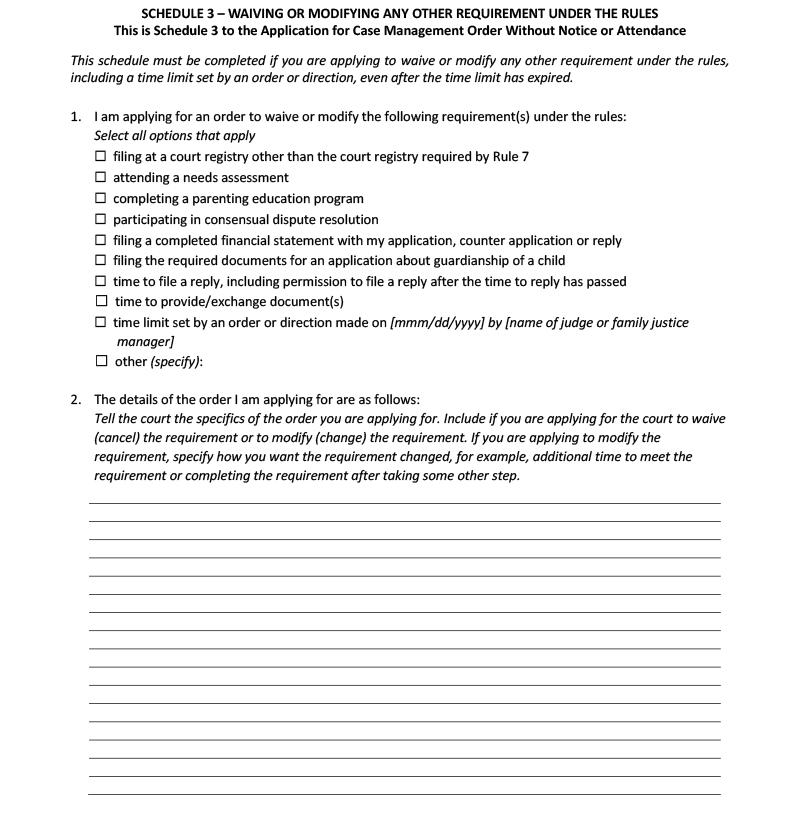 SCHEDULE 3 – WAIVING OR MODIFYING ANY OTHER REQUIREMENT UNDER THE RULES
This is Schedule 3 to the Application for Case Management Order Without Notice or Attendance
This schedule must be completed if you are applying to waive or modify any other requirement under the rules,
including a time limit set by an order or direction, even after the time limit has expired.
1. I am applying for an order to waive or modify the following requirement(s) under the rules:
Select all options that apply
☐ filing at a court registry other than the court registry required by Rule 7
☐ attending a needs assessment
☐ completing a parenting education program
☐ participating in consensual dispute resolution
☐ filing a completed financial statement with my application, counter application or reply
☐ filing the required documents for an application about guardianship of a child
☐ time to file a reply, including permission to file a reply after the time to reply has passed
☐ time to provide/exchange document(s)
☐ time limit set by an order or direction made on [mmm/dd/yyyy] by [name of judge or family justice
manager]
☐ other (specify):
2. The details of the order I am applying for are as follows:
Tell the court the specifics of the order you are applying for. Include if you are applying for the court to waive
(cancel) the requirement or to modify (change) the requirement. If you are applying to modify the
requirement, specify how you want the requirement changed, for example, additional time to meet the
requirement or completing the requirement after taking some other step.